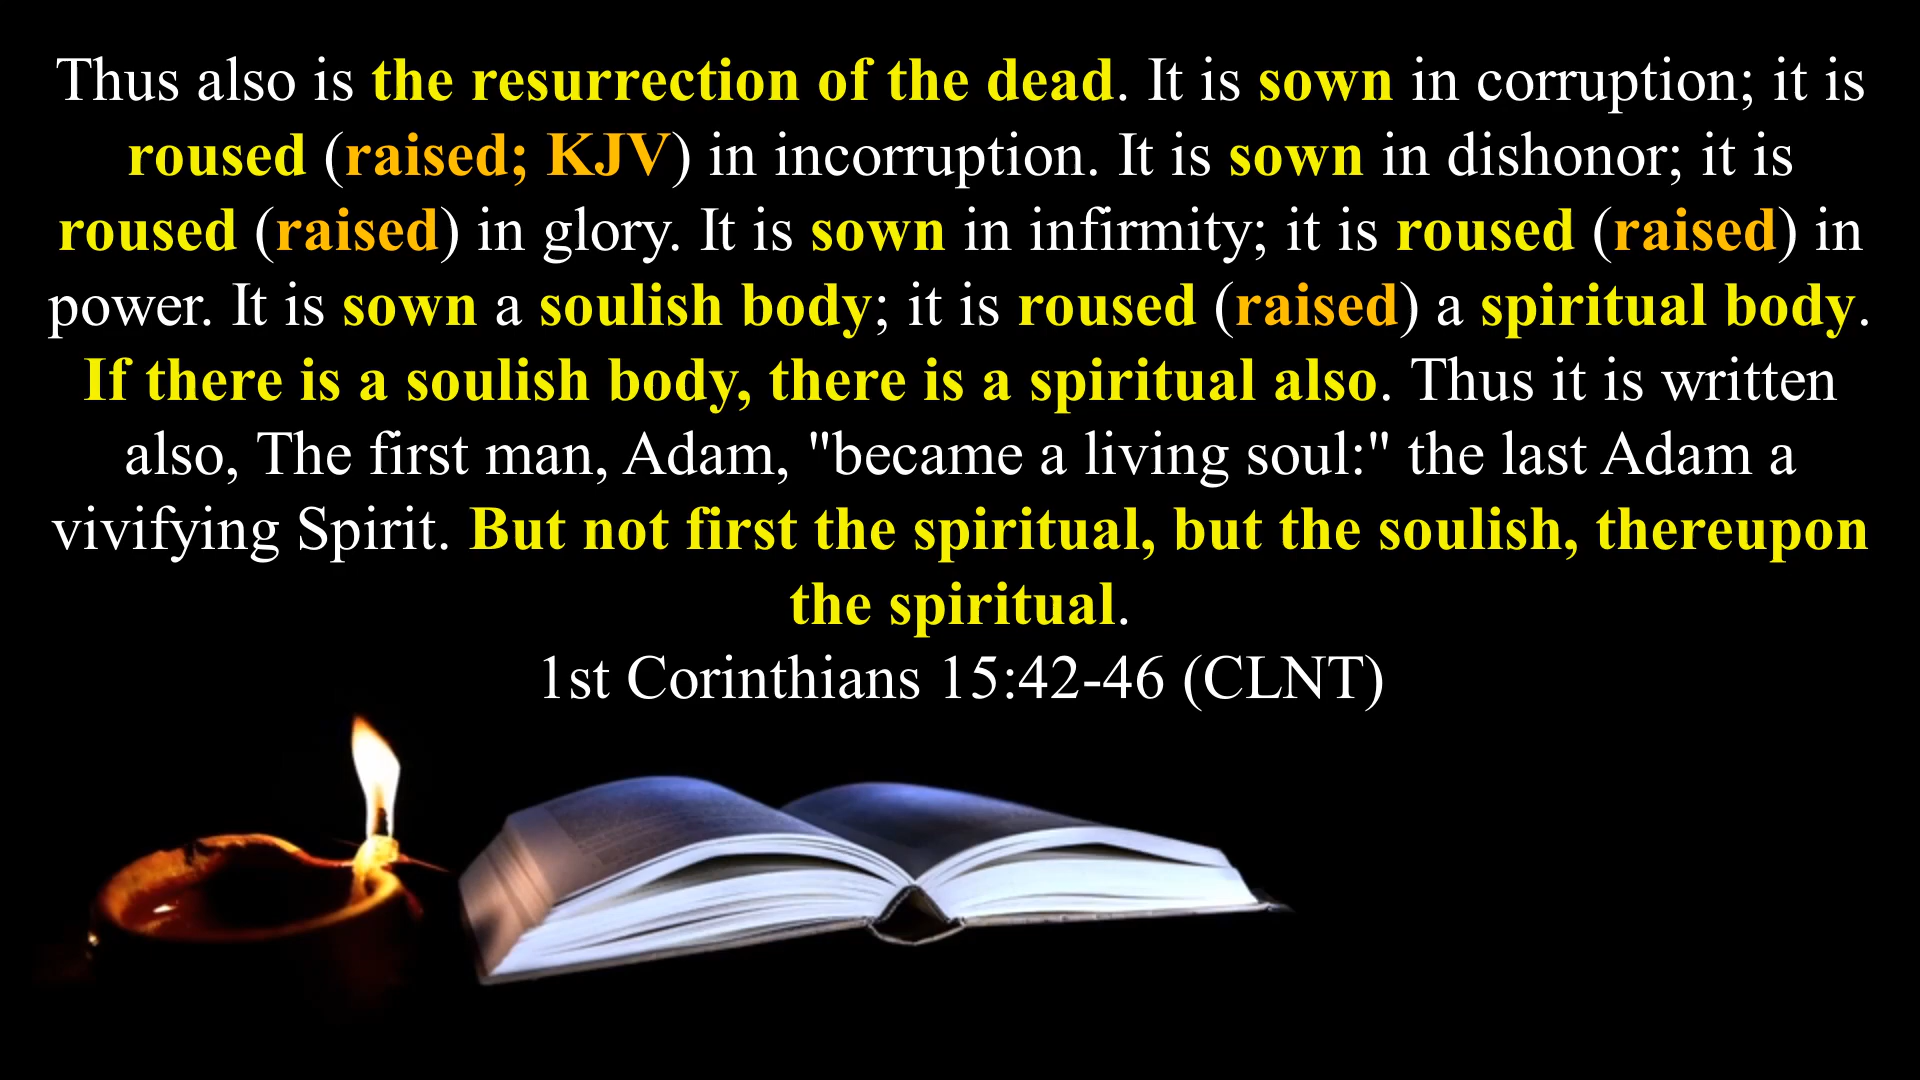 Thus also is the resurrection of the dead. It is sown in corruption; it is
roused (raised; KJV) in incorruption. It is sown in dishonor; it is
roused (raised) in glory. It is sown in infirmity; it is roused (raised) in
power. It is sown a soulish body; it is roused (raised) a spiritual body.
If there is a soulish body, there is a spiritual also. Thus it is written
also, The first man, Adam, "became a living soul:" the last Adam a
vivifying Spirit. But not first the spiritual, but the soulish, thereupon
the spiritual.
1st Corinthians 15:42-46 (CLNT)